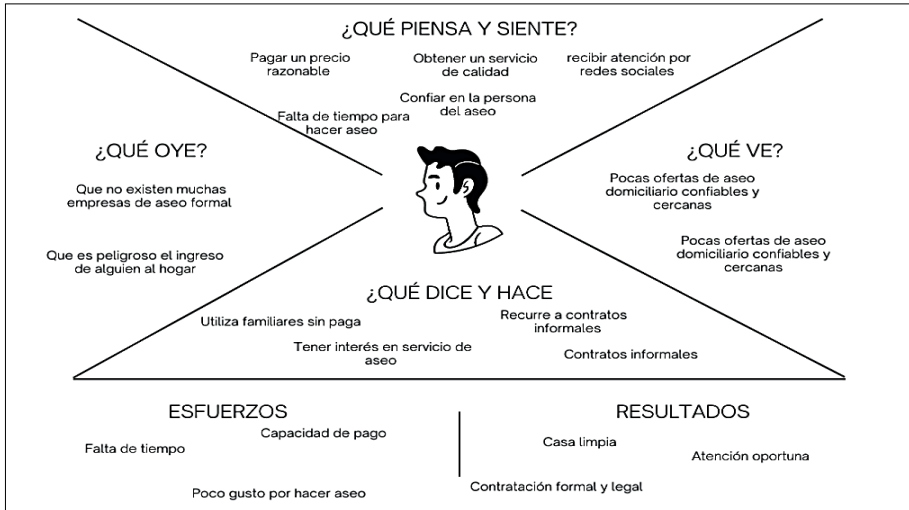 ¿QUÉ PIENSA Y SIENTE?
Pagar un precio
razonable
Obtener un servicio
de calidad
recibir atención por
redes sociales
Falta de tiempo para
hacer aseo
Confiar en la persona
del aseo
¿QUÉ OYE?
Que no existen muchas
empresas de aseo formal
Que es peligroso el ingreso
de alguien al hogar
¿QUÉ VE?
Pocas ofertas de aseo
domiciliario confiables y
cercanas
Pocas ofertas de aseo
domiciliario confiables y
cercanas
¿QUÉ DICE Y HACE
Utiliza familiares sin paga
Recurre a contratos
informales
Tener interés en servicio de
aseo
Contratos informales
ESFUERZOS
Falta de tiempo
Capacidad de pago
Poco gusto por hacer aseo
RESULTADOS
Casa limpia
Atención oportuna
Contratación formal y legal